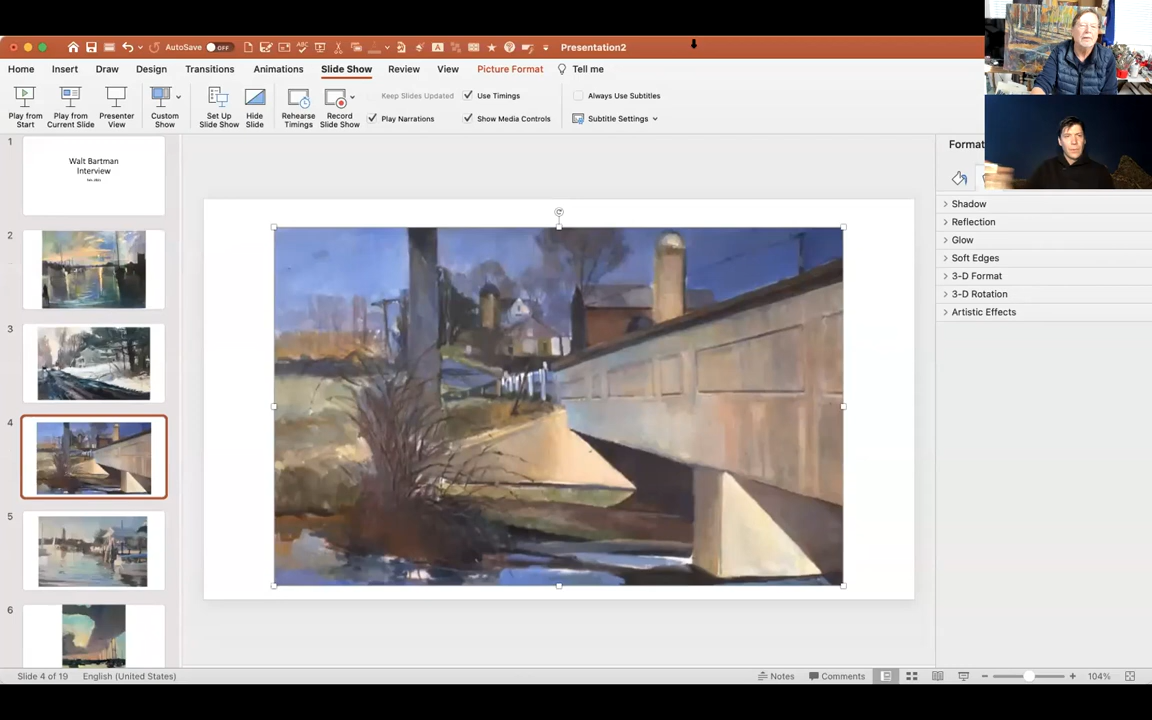 AutoSave OFF
Presentation2
Home Insert Draw Design Transitions Animations Slide Show Review View Picture Format Tell me
Play from Start
Play from Current Slide
Presenter View
Custom Show
Set Up Slide Show
Hide Slide
Rehearse Timings
Record Slide Show
Keep Slides Updated
Use Timings
Play Narrations
Show Media Controls
Always Use Subtitles
Subtitle Settings
Format
1
Walt Bartman
Interview
2
3
4
5
6
Shadow
Reflection
Glow
Soft Edges
3-D Format
3-D Rotation
Artistic Effects
Slide 4 of 19 English (United States) Notes Comments 104%